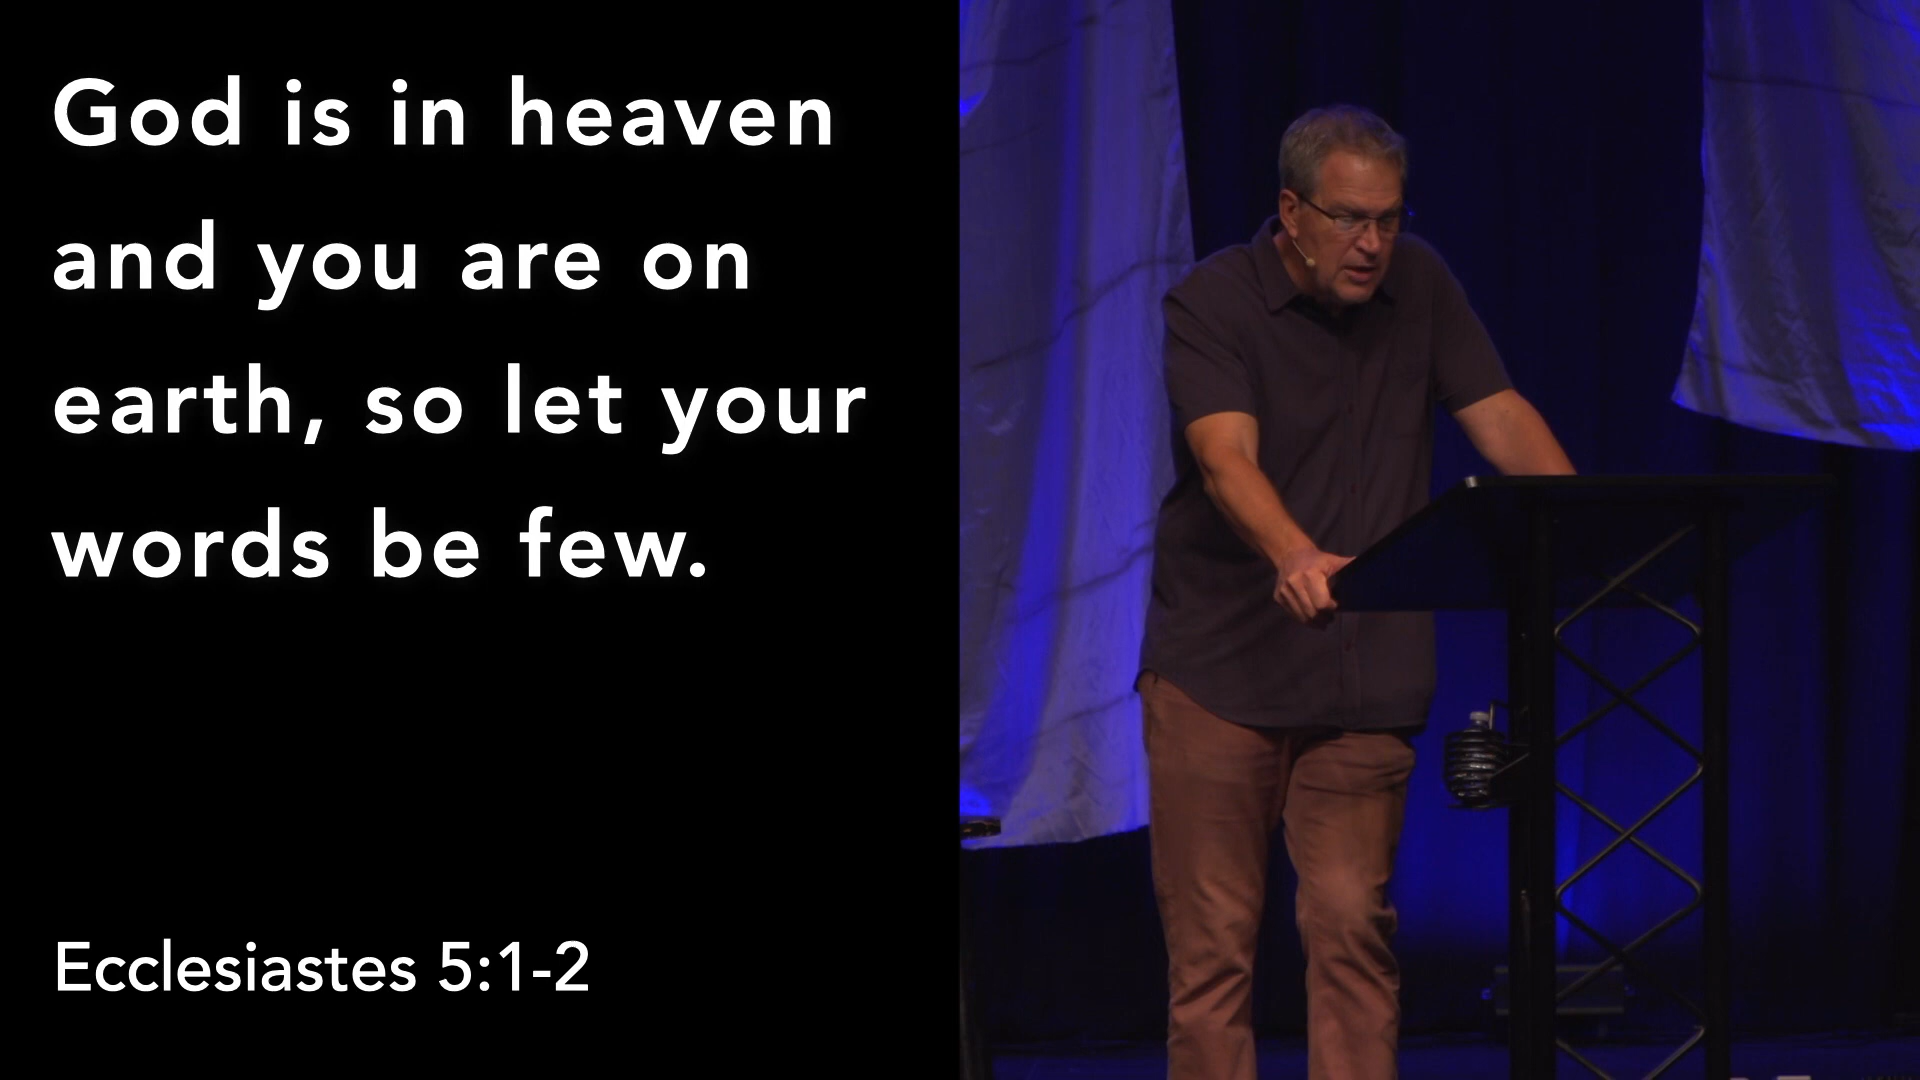 God is in heaven
and you are on
earth, so let your
words be few.
Ecclesiastes 5:1-2